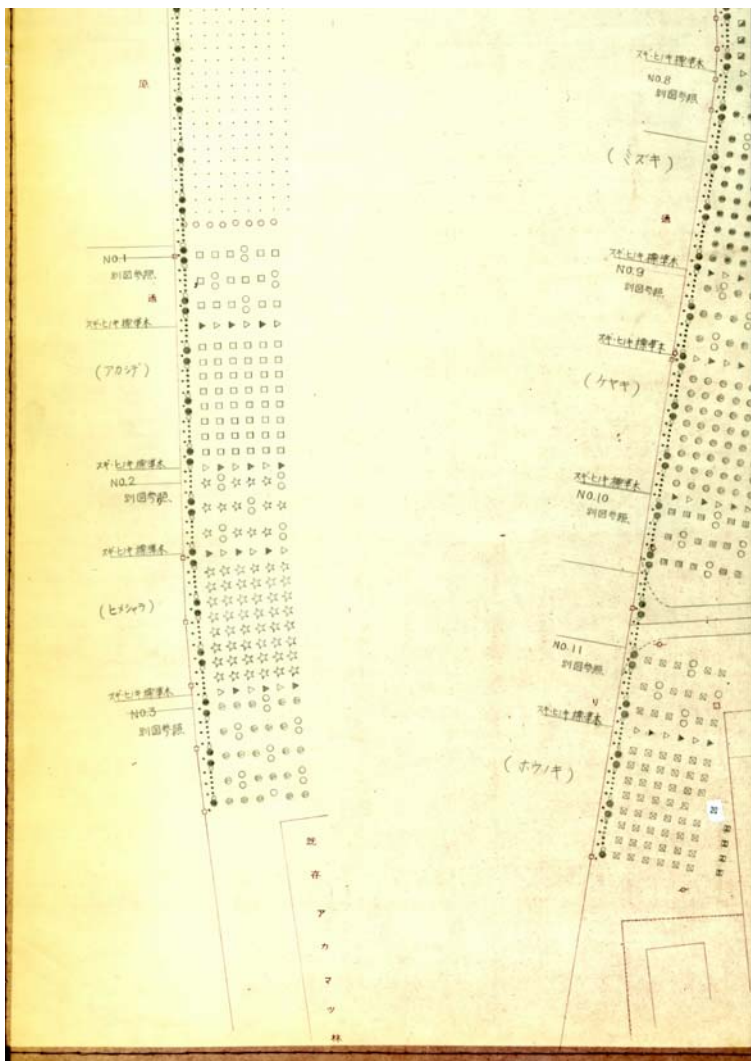 原
NO.1
別図参照
通
スギ・ヒノキ標準木
(アカシデ)
スギ・ヒノキ標準木
NO.2
別図参照
スギ・ヒノキ標準木
(ヒメシャラ)
スギ・ヒノキ標準木
NO.3
別図参照
既存アカマツ林
スギ・ヒノキ標準木
NO.8
別図参照
(ミズキ)
通
スギ・ヒノキ標準木
NO.9
別図参照
スギ・ヒノキ標準木
(ケヤキ)
スギ・ヒノキ標準木
NO.10
別図参照
NO.11
別図参照
り
スギ・ヒノキ標準木
(ホウノキ)